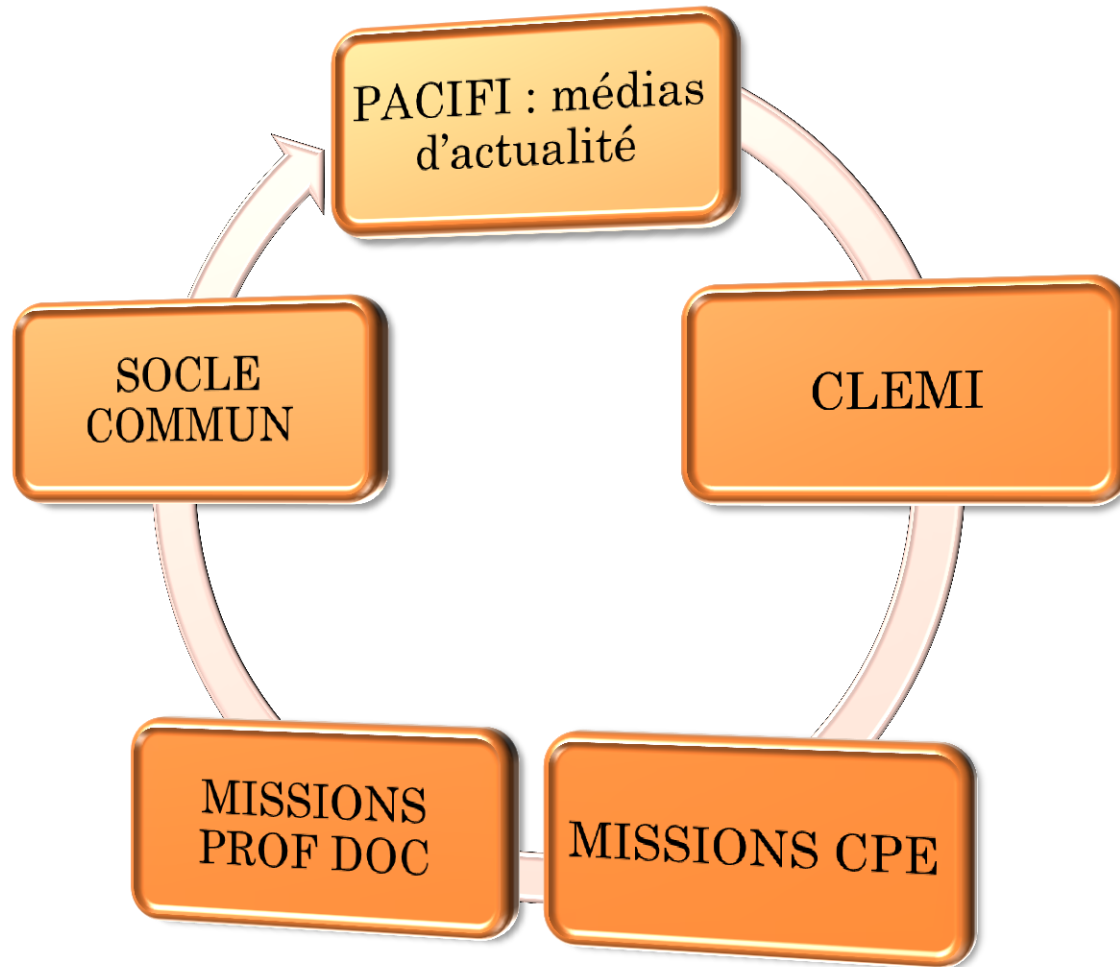 PACIFI : médias
d'actualité
CLEMI
MISSIONS CPE
MISSIONS
PROF DOC
SOCLE
COMMUN